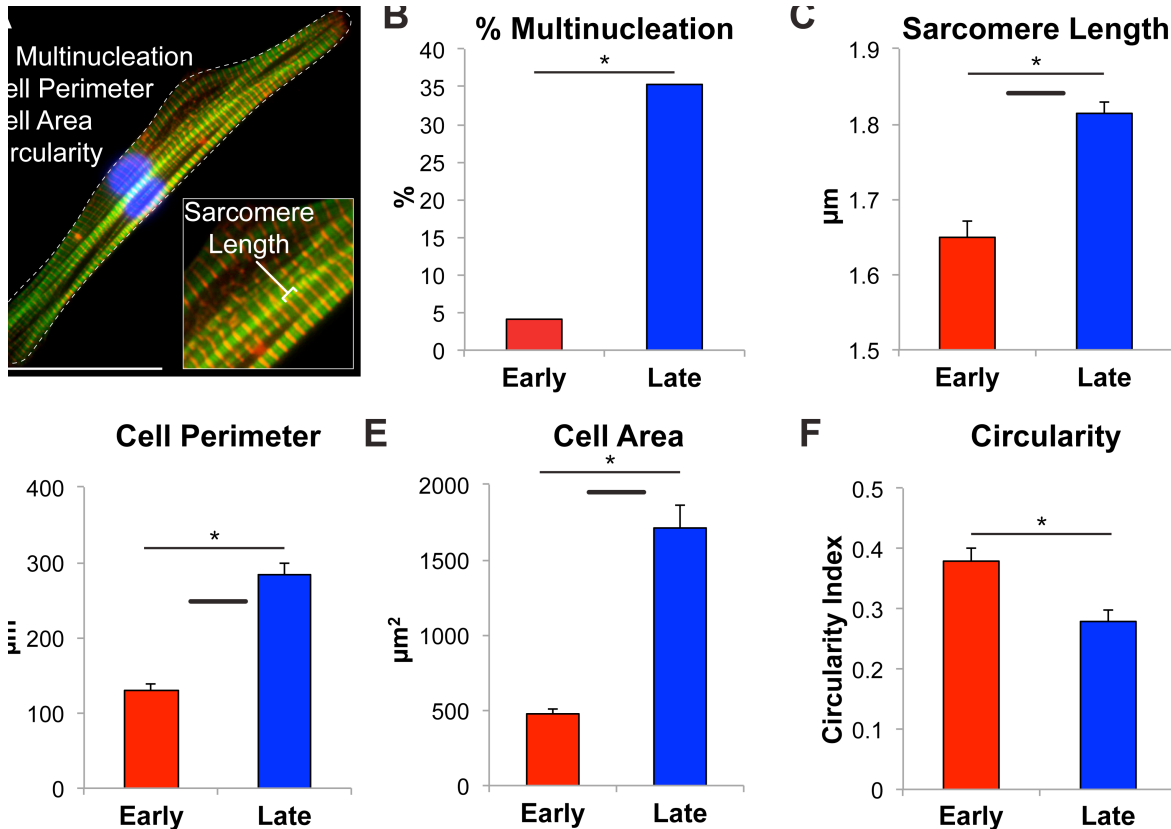 Multinucleation
ell Perimeter
ell Area
ircularity
Sarcomere
Length
B
% Multinucleation
40
35
30
25
20
15
10
5
0
%
*
Early
Late
C
Sarcomere Length
1.9
1.8
1.7
1.6
1.5
µm
*
Early
Late
Cell Perimeter
400
300
200
100
0
µm
*
Early
Late
E
Cell Area
2000
1500
1000
500
0
µm²
*
Early
Late
F
Circularity
0.5
0.4
0.3
0.2
0.1
0
Circularity Index
*
Early
Late